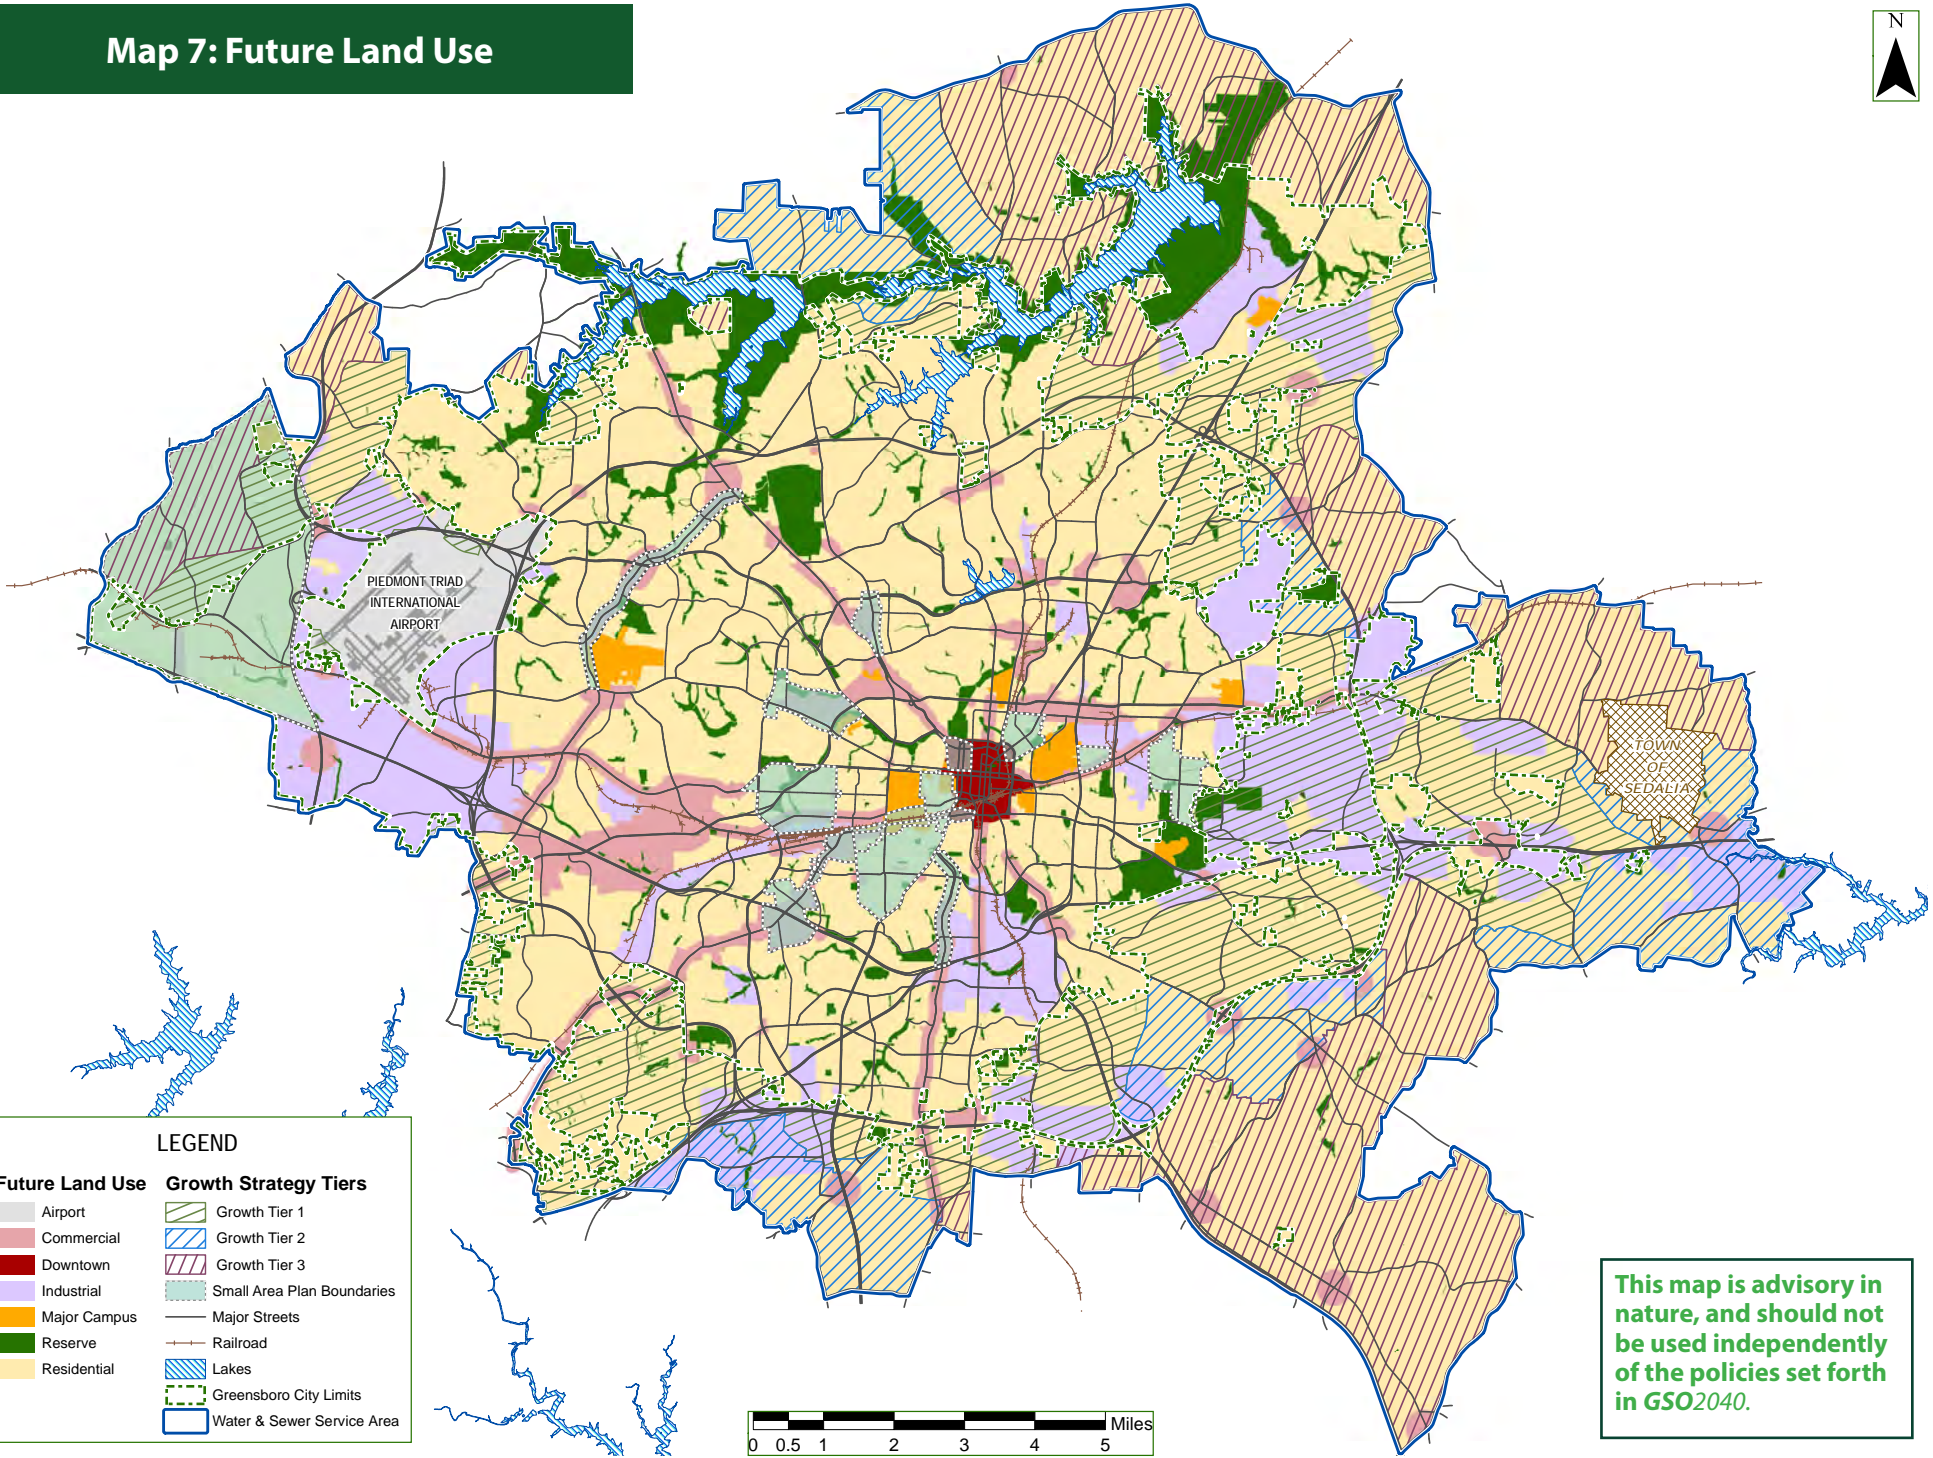 Map 7: Future Land Use
N
PIEDMONT TRIAD
INTERNATIONAL
AIRPORT
TOWN
OF
SEDALIA
LEGEND
Future Land Use
Airport
Commercial
Downtown
Industrial
Major Campus
Reserve
Residential
Growth Strategy Tiers
Growth Tier 1
Growth Tier 2
Growth Tier 3
Small Area Plan Boundaries
Major Streets
Railroad
Lakes
Greensboro City Limits
Water & Sewer Service Area
Miles
0 0.5 1 2 3 4 5
This map is advisory in
nature, and should not
be used independently
of the policies set forth
in GSO2040.